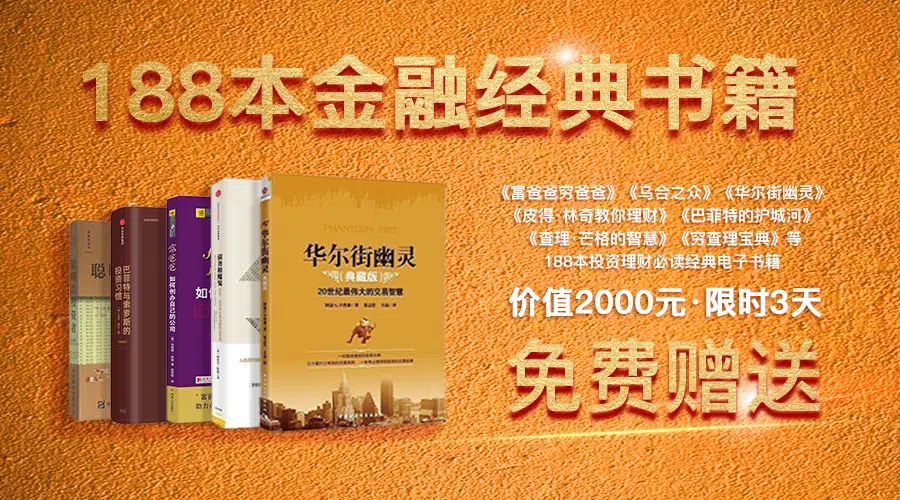 188本金融经典书籍
《富爸爸穷爸爸》《乌合之众》《华尔街幽灵》
《皮得·林奇教你理财》《巴菲特的护城河》
《查理·芒格的智慧》《穷查理宝典》等
188本投资理财必读经典电子书籍
价值2000元·限时3天
免费赠送
巴菲特与索罗斯的
投资习惯
富爸爸
如何创办自己的公司
PHANTOM'S GIFT
华尔街幽灵
(典藏版)
20世纪最伟大的交易智慧